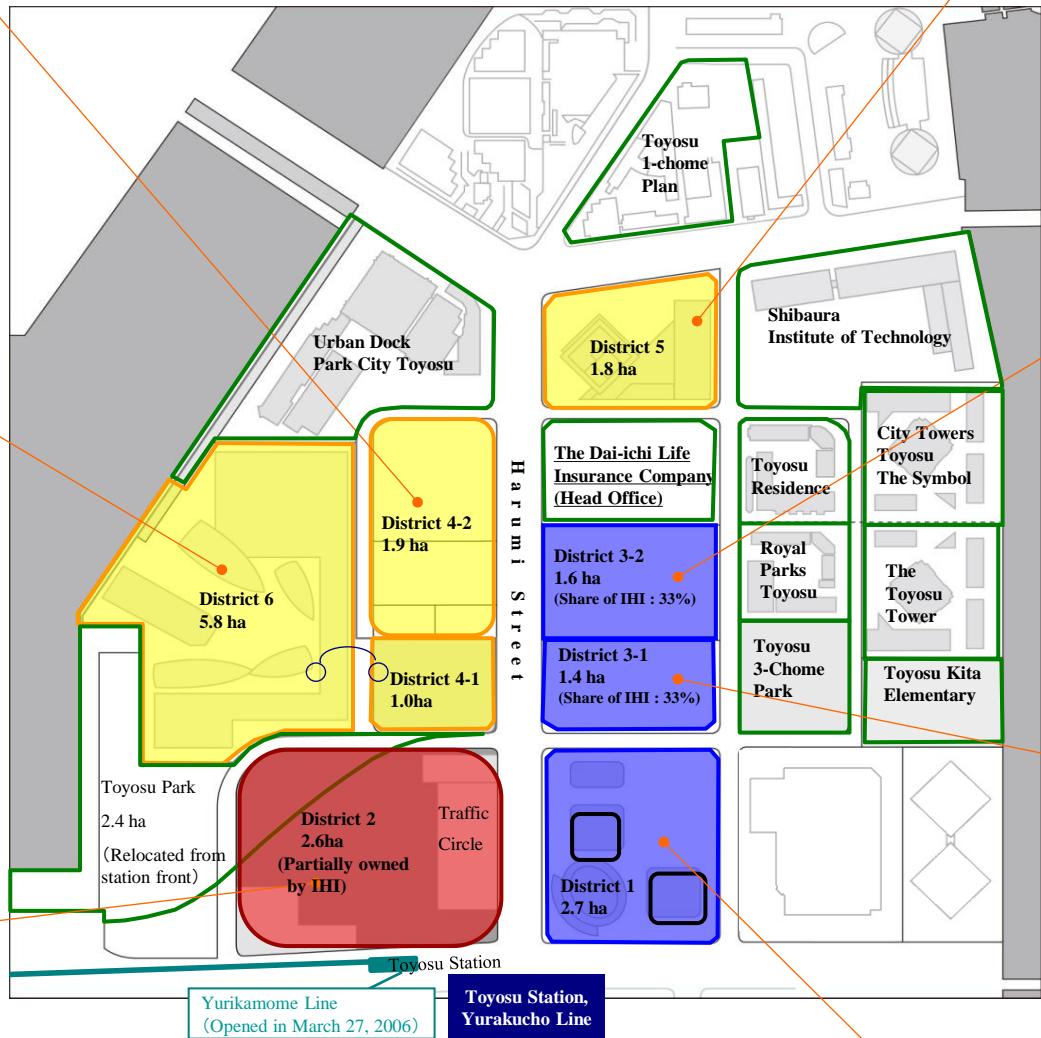 Toyosu
1-chome
Plan
Shibaura
Institute of Technology
Urban Dock
Park City Toyosu
District 5
1.8 ha
City Towers
Toyosu
The Symbol
The Dai-ichi Life
Insurance Company
(Head Office)
Toyosu
Residence
Harumi Street
District 4-2
1.9 ha
District 3-2
1.6 ha
(Share of IHI : 33%)
Royal
Parks
Toyosu
The
Toyosu
Tower
District 6
5.8 ha
District 4-1
1.0ha
District 3-1
1.4 ha
(Share of IHI : 33%)
Toyosu
3-Chome
Park
Toyosu Kita
Elementary
Toyosu Park
2.4 ha
(Relocated from
station front)
District 2
2.6ha
(Partially owned
by IHI)
Traffic
Circle
District 1
2.7 ha
Toyosu Station
Yurikamome Line
(Opened in March 27, 2006)
Toyosu Station,
Yurakucho Line